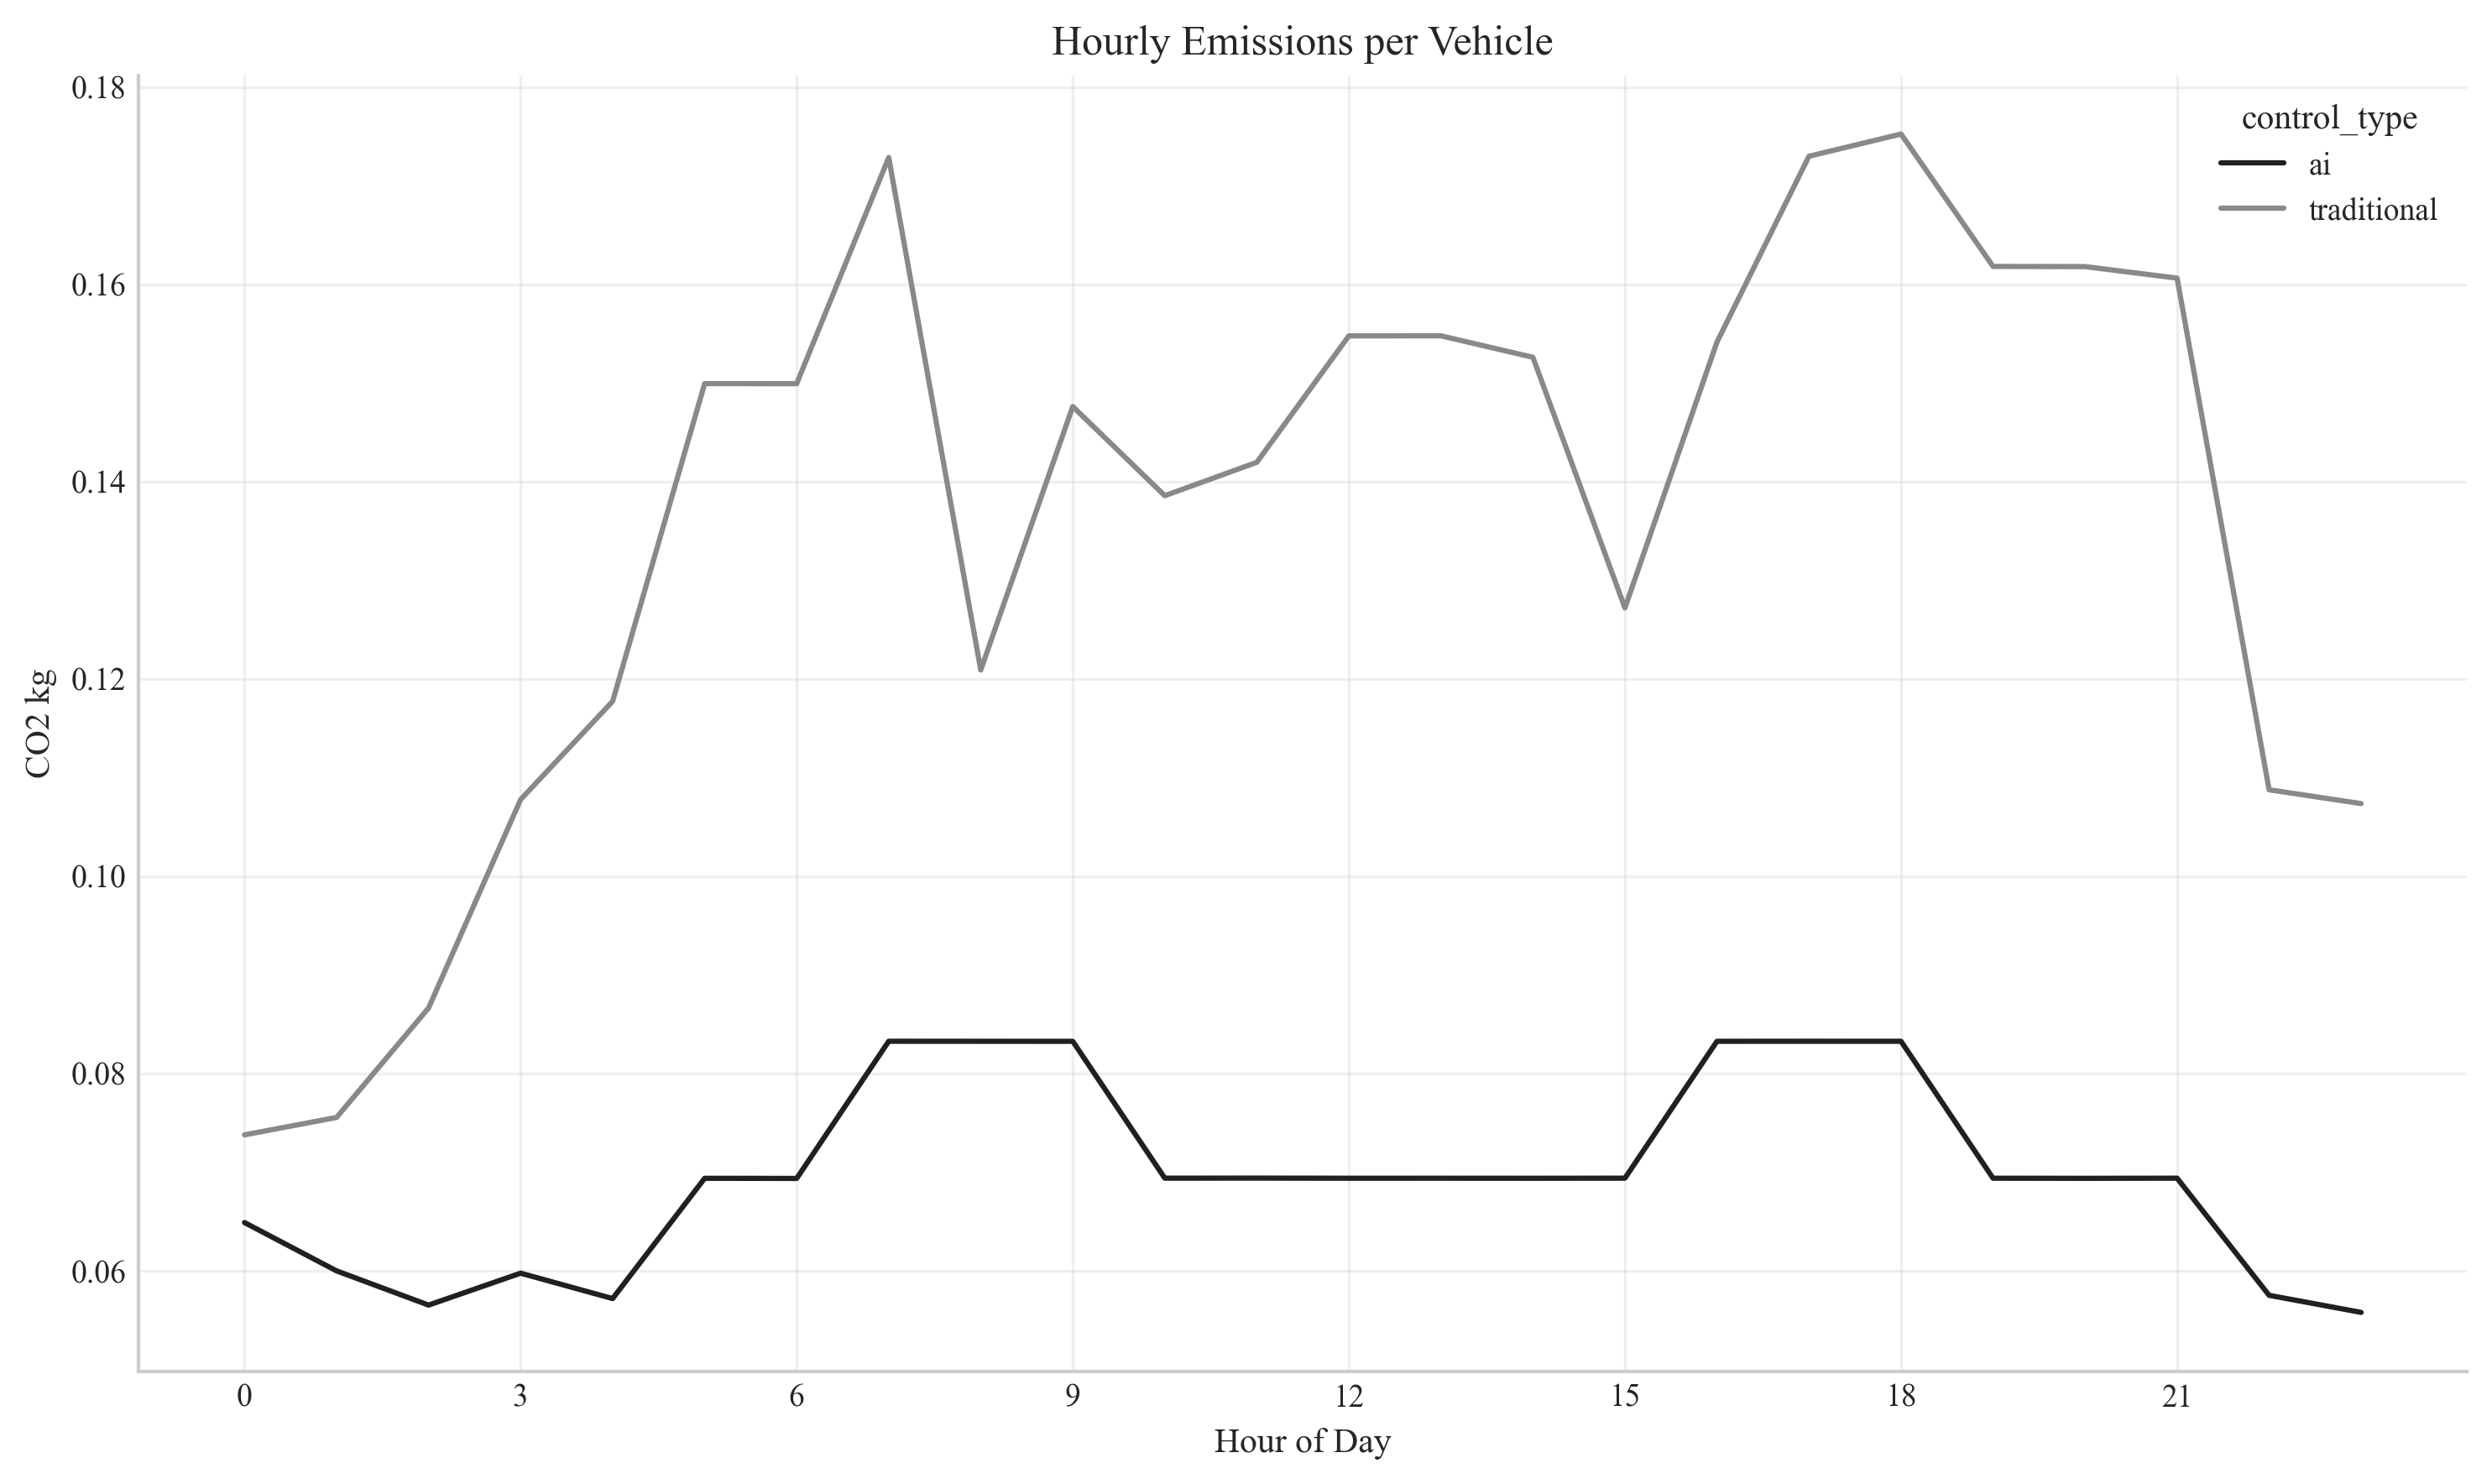 Hourly Emissions per Vehicle
0.18
0.16
0.14
0.12
0.10
0.08
0.06
CO2 kg
control_type
ai
traditional
0 3 6 9 12 15 18 21
Hour of Day